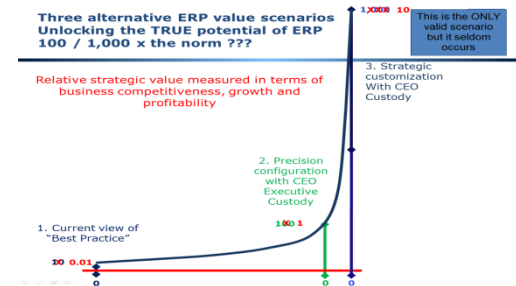 Three alternative ERP value scenarios
Unlocking the TRUE potential of ERP
100 / 1,000 x the norm ???
This is the ONLY
valid scenario
but it seldom
occurs
Relative strategic value measured in terms of
business competitiveness, growth and
profitability
3. Strategic
customization
With CEO
Custody
2. Precision
configuration
with CEO
Executive
Custody
1. Current view of
"Best Practice"
0.01
0
0
0